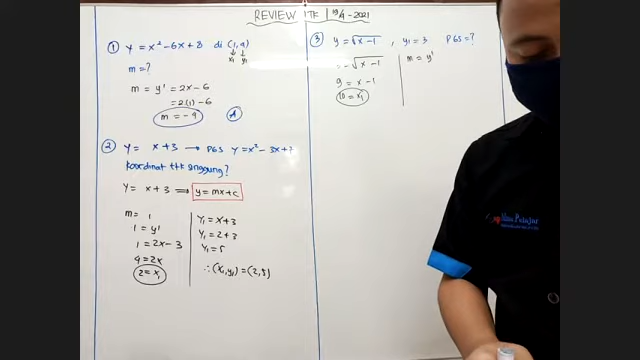 REVIEW TTK 19/4-2021
① y = x² - 6x + 8 di (1,a)
x₁ y₁
m = ?
m = y' = 2x - 6
= 2(1) - 6
m = -4
A
② y = x + 3 → PGS y = x² - 3x + 7
koordinat ttk singgung?
y = x + 3 ⟹ y = mx + c
m = 1
1 = y'
1 = 2x - 3
4 = 2x
2 = x₁
y₁ = x + 3
y₁ = 2 + 3
y₁ = 5
∴ (x₁, y₁) = (2,5)
③ y = √x-1 , y₁ = 3 PGS = ?
= √x-1
9 = x - 1
10 = x₁
m = y'